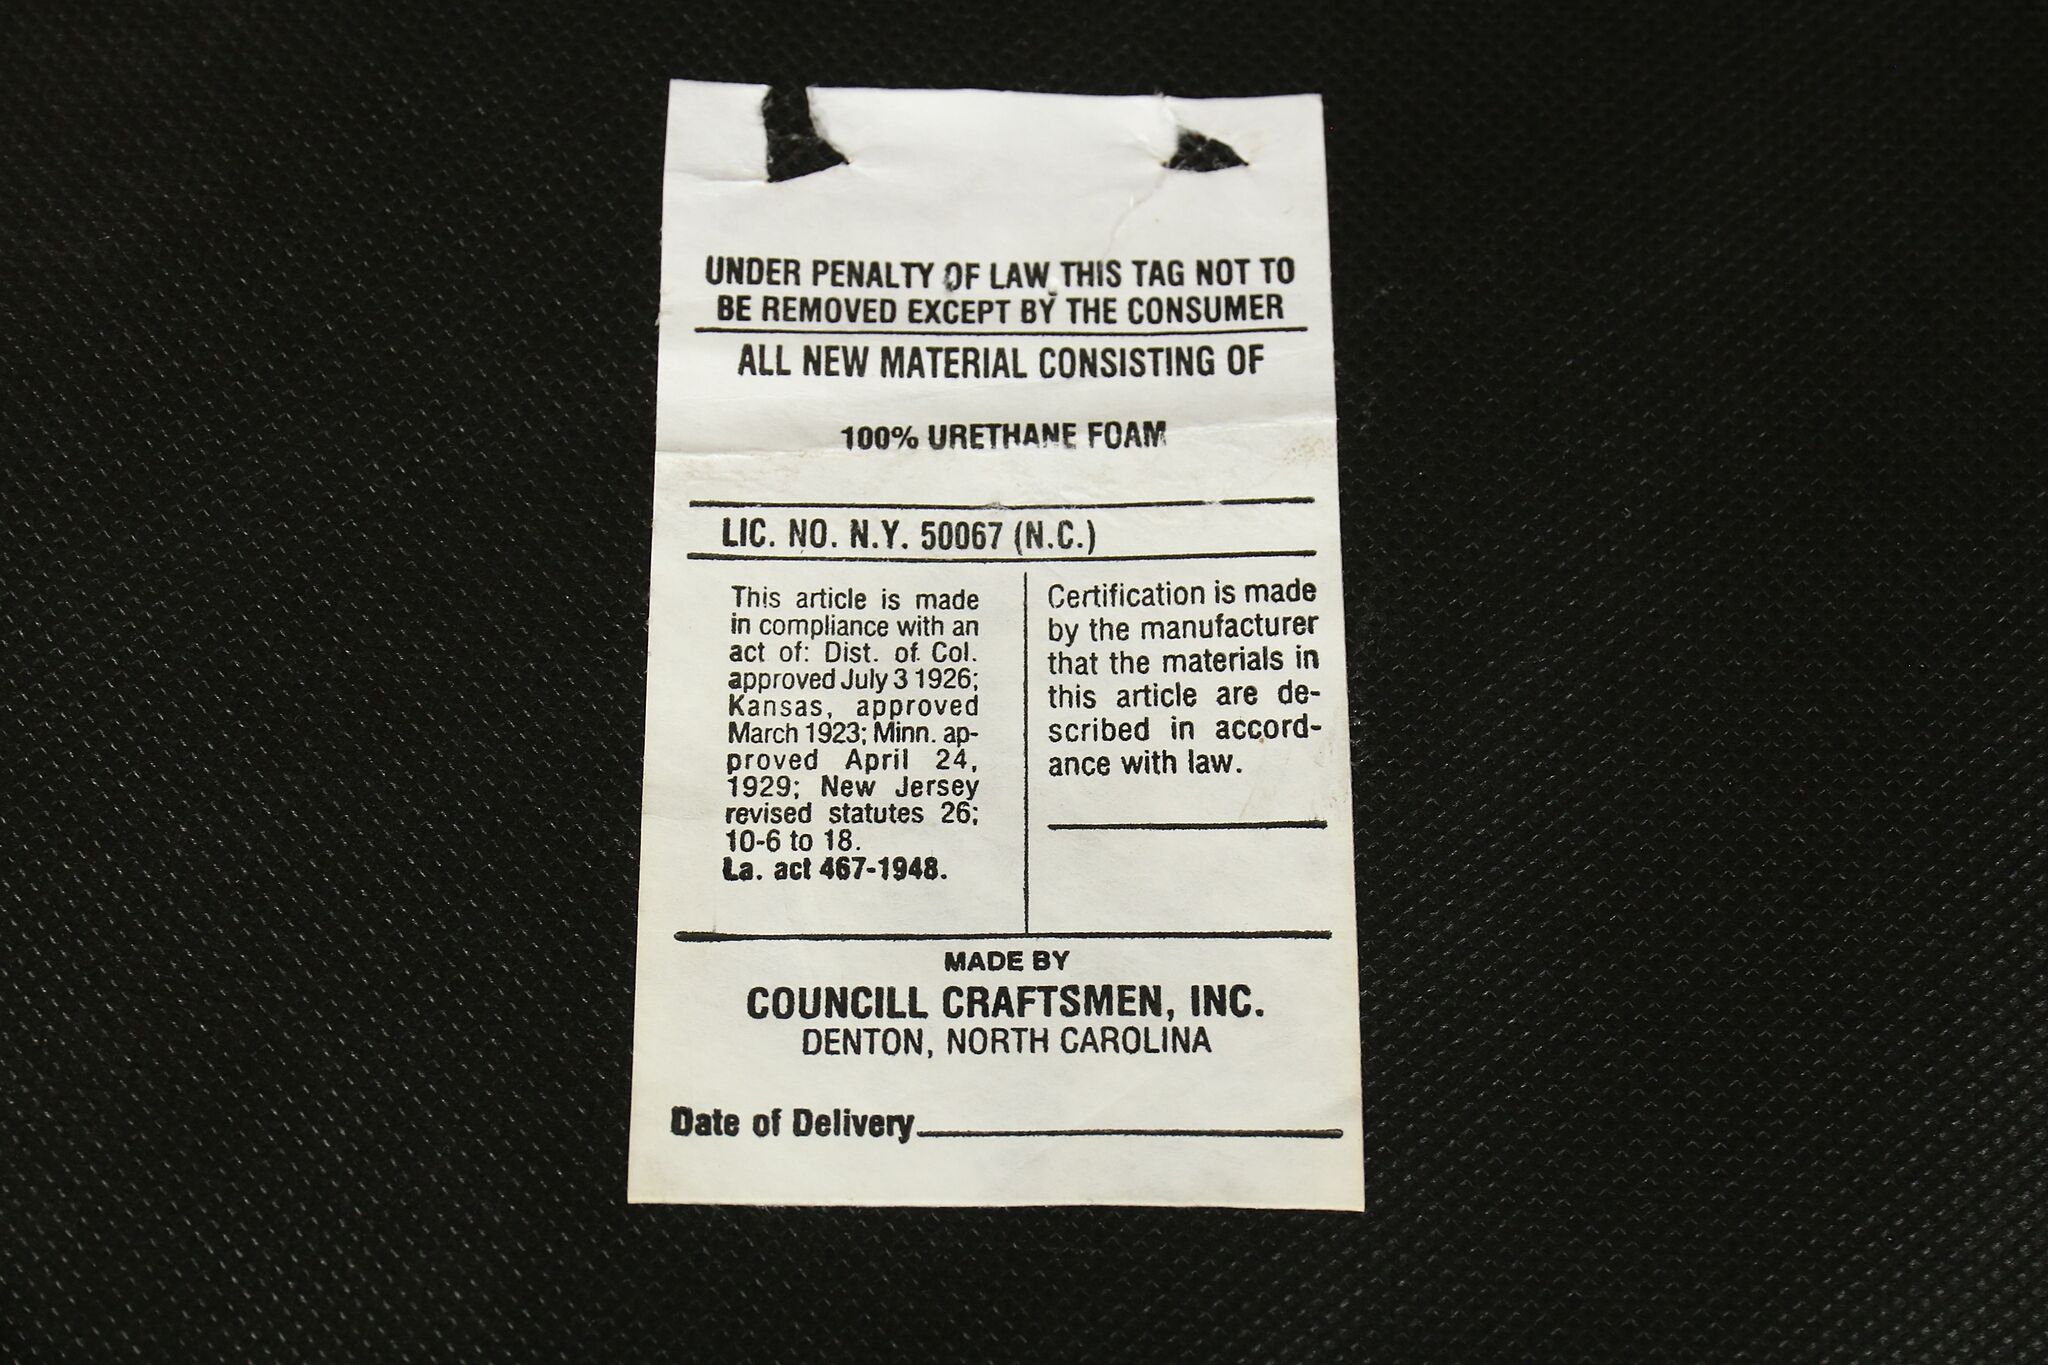 UNDER PENALTY OF LAW THIS TAG NOT TO
BE REMOVED EXCEPT BY THE CONSUMER
ALL NEW MATERIAL CONSISTING OF
100% URETHANE FOAM
LIC. NO. N.Y. 50067 (N.C.)
This article is made
in compliance with an
act of: Dist. of. Col.
approved July 3 1926;
Kansas, approved
March 1923; Minn. ap-
proved April 24,
1929; New Jersey
revised statutes 26;
10-6 to 18.
La. act 467-1948.
Certification is made
by the manufacturer
that the materials in
this article are de-
scribed in accord-
ance with law.
MADE BY
COUNCILL CRAFTSMEN, INC.
DENTON, NORTH CAROLINA
Date of Delivery